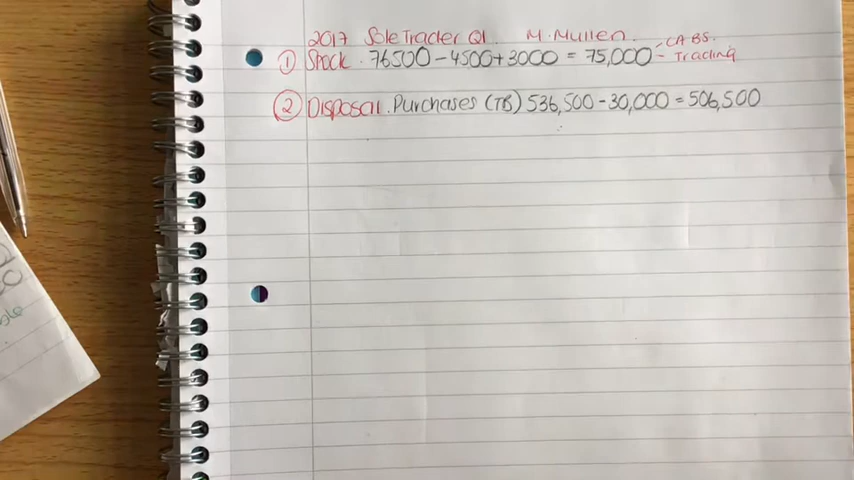 2017 Sole Trader Q1. M. Mullen.
① Stock. 76500 - 4500 + 3000 = 75,000 - CA BS.
- Trading
② Disposal. Purchases (TB) 536,500 - 30,000 = 506,500